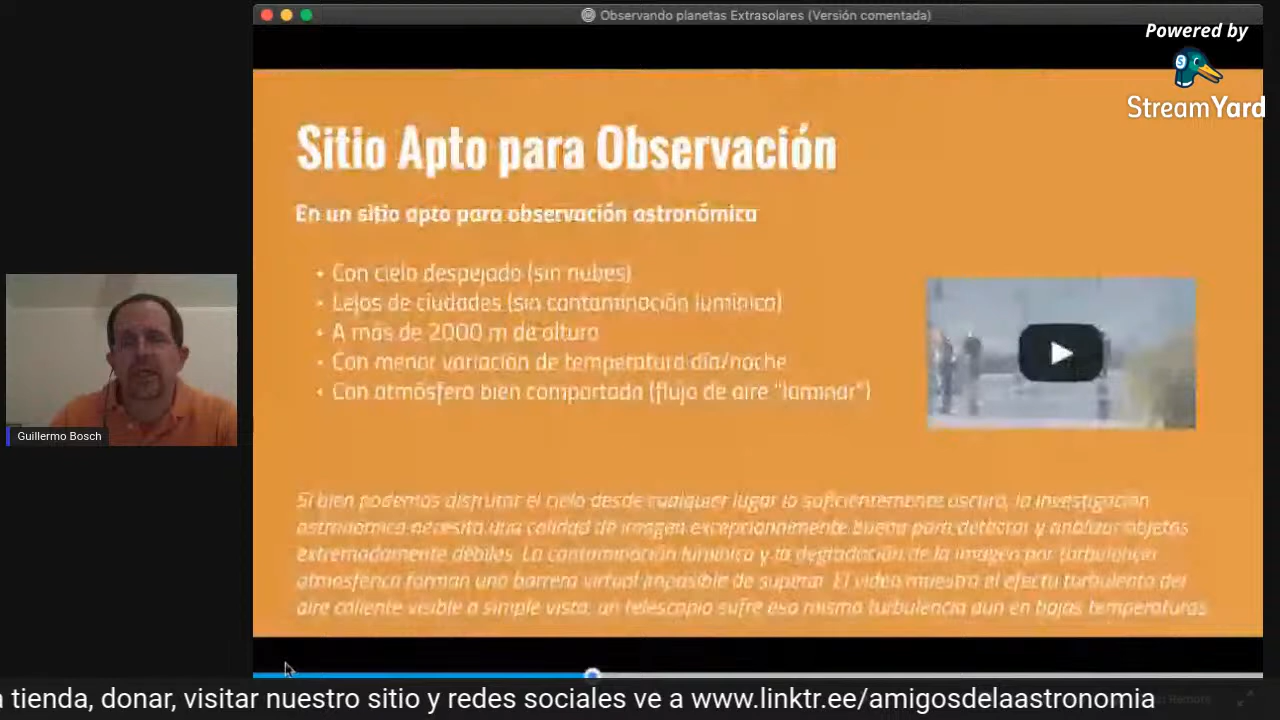 Observando planetas Extrasolares (Versión comentada)
Powered by
StreamYard
Sitio Apto para Observación
En un sitio apto para observación astronómica
• Con cielo despejado (sin nubes)
• Lejos de ciudades (sin contaminación lumínica)
• A más de 2000 m de altura
• Con menor variación de temperatura día/noche
• Con atmósfera bien comportada (flujo de aire "laminar")
Guillermo Bosch
Si bien podemos disfrutar el cielo desde cualquier lugar lo suficientemente oscuro, la investigación
astronómica necesita una calidad de imagen excepcionalmente buena para detectar y analizar objetos
extremadamente débiles. La contaminación lumínica y la degradación de la imagen por turbulencia
atmosférica forman una barrera virtual imposible de superar. El video muestra el efecto turbulento del
aire caliente visible a simple vista, un telescopio sufre esa misma turbulencia aun en bajas temperaturas
a tienda, donar, visitar nuestro sitio y redes sociales ve a www.linktr.ee/amigosdelaastronomia